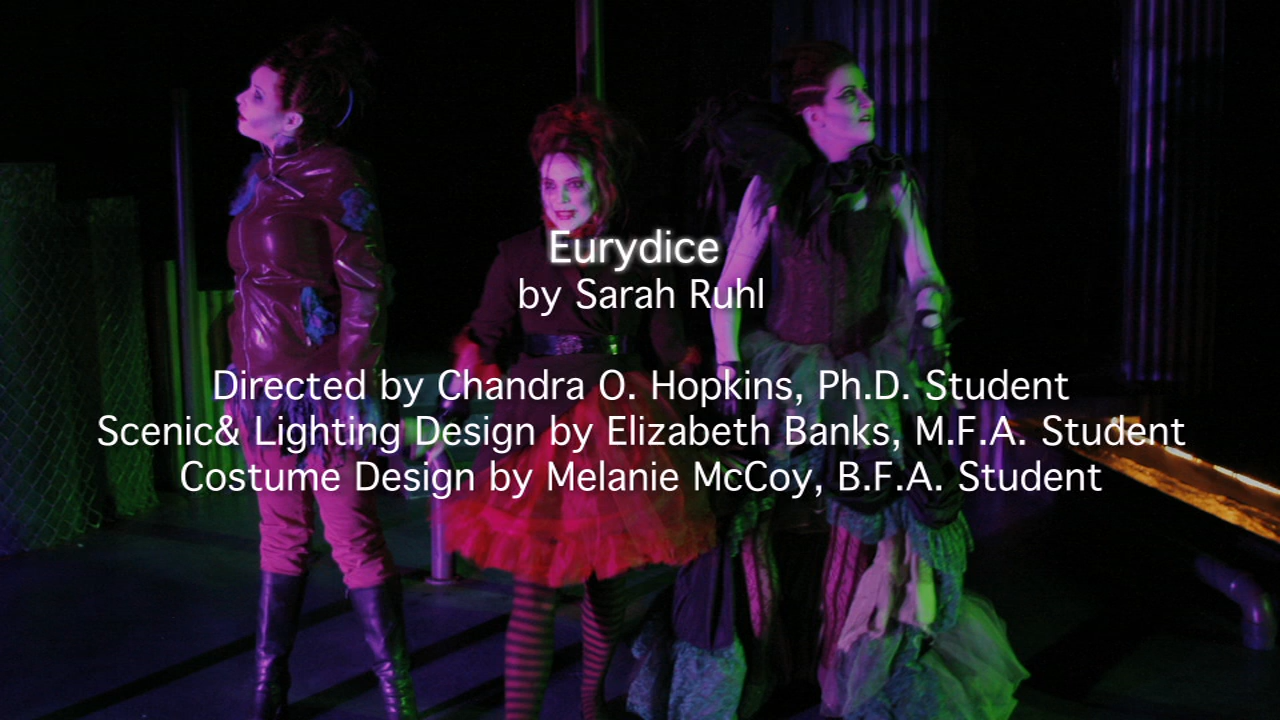 Eurydice
by Sarah Ruhl
Directed by Chandra O. Hopkins, Ph.D. Student
Scenic& Lighting Design by Elizabeth Banks, M.F.A. Student
Costume Design by Melanie McCoy, B.F.A. Student